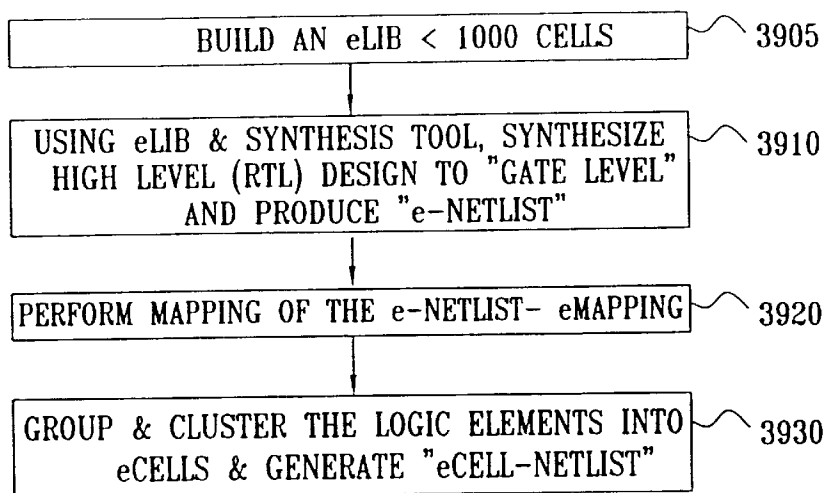 BUILD AN eLIB < 1000 CELLS
3905
USING eLIB & SYNTHESIS TOOL, SYNTHESIZE
HIGH LEVEL (RTL) DESIGN TO "GATE LEVEL"
AND PRODUCE "e-NETLIST"
3910
PERFORM MAPPING OF THE e-NETLIST- eMAPPING
3920
GROUP & CLUSTER THE LOGIC ELEMENTS INTO
eCELLS & GENERATE "eCELL-NETLIST"
3930